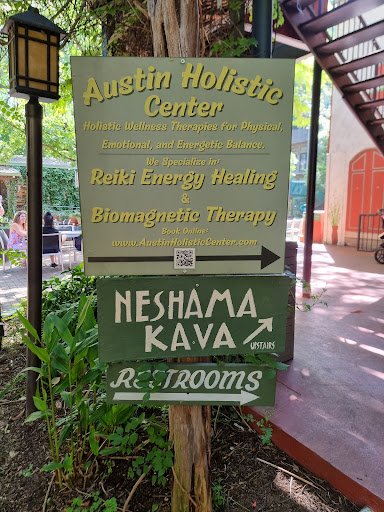 Austin Holistic
Center
Holistic Wellness Therapies For Physical,
Emotional, and Energetic Balance.
We Specialize in:
Reiki Energy Healing
&
Biomagnetic Therapy
Book Online:
www.AustinHolisticCenter.com
NESHAMA
KAVA
UPSTAIRS
RESTROOMS